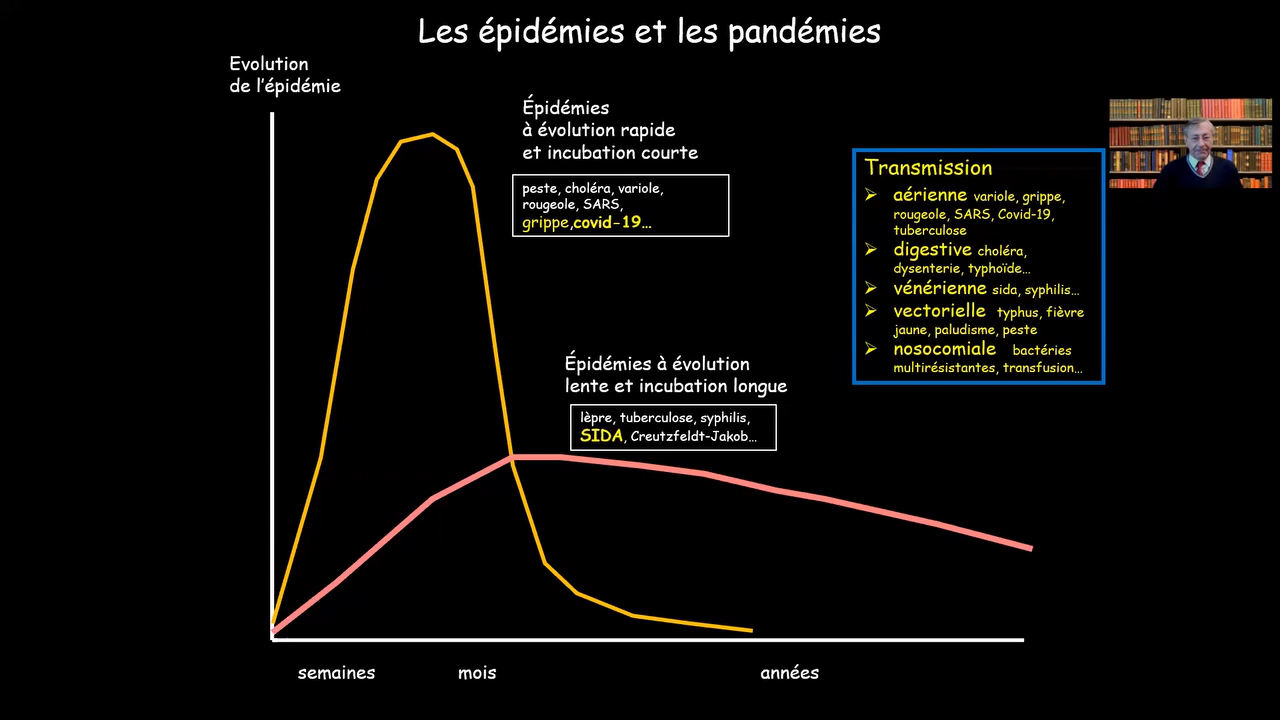 Les épidémies et les pandémies
Evolution
de l'épidémie
Épidémies
à évolution rapide
et incubation courte
peste, choléra, variole,
rougeole, SARS,
grippe,covid-19…
Transmission
➢ aérienne variole, grippe,
rougeole, SARS, Covid-19,
tuberculose
➢ digestive choléra,
dysenterie, typhoïde…
➢ vénérienne sida, syphilis…
➢ vectorielle typhus, fièvre
jaune, paludisme, peste
➢ nosocomiale bactéries
multirésistantes, transfusion…
Épidémies à évolution
lente et incubation longue
lèpre, tuberculose, syphilis,
SIDA, Creutzfeldt-Jakob…
semaines mois années